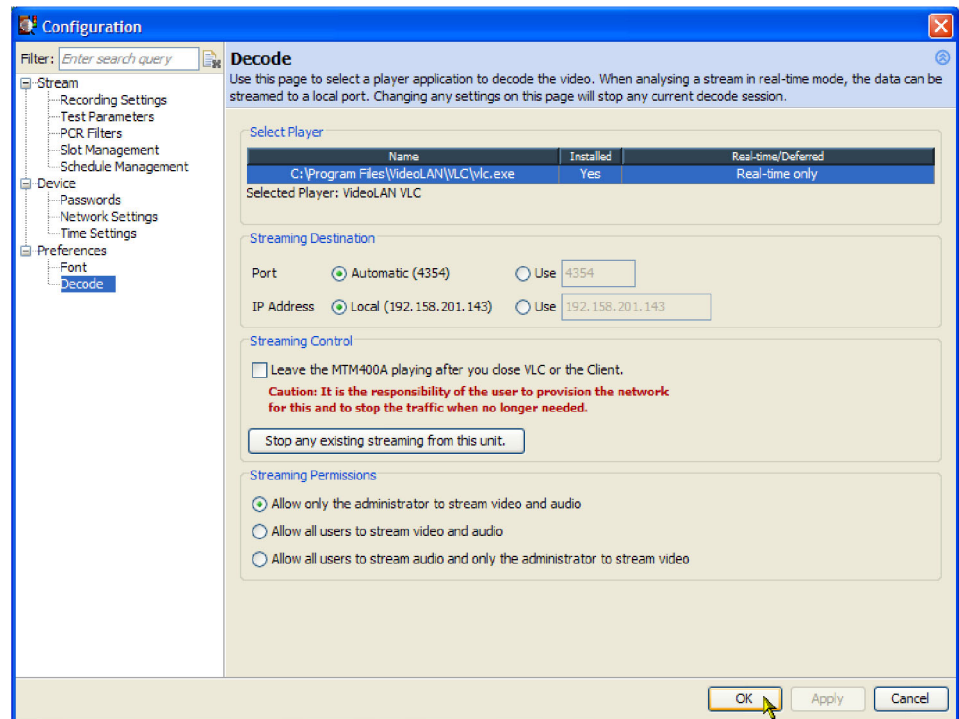 Configuration
Filter: Enter search query
Stream
Recording Settings
Test Parameters
PCR Filters
Slot Management
Schedule Management
Device
Passwords
Network Settings
Time Settings
Preferences
Font
Decode
Decode
Use this page to select a player application to decode the video. When analysing a stream in real-time mode, the data can be
streamed to a local port. Changing any settings on this page will stop any current decode session.
Select Player
Name Installed Real-time/Deferred
C:\Program Files\VideoLAN\VLC\vlc.exe Yes Real-time only
Selected Player: VideoLAN VLC
Streaming Destination
Port Automatic (4354) Use 4354
IP Address Local (192.158.201.143) Use 192.158.201.143
Streaming Control
Leave the MTM400A playing after you close VLC or the Client.
Caution: It is the responsibility of the user to provision the network
for this and to stop the traffic when no longer needed.
Stop any existing streaming from this unit.
Streaming Permissions
Allow only the administrator to stream video and audio
Allow all users to stream video and audio
Allow all users to stream audio and only the administrator to stream video
OK Apply Cancel